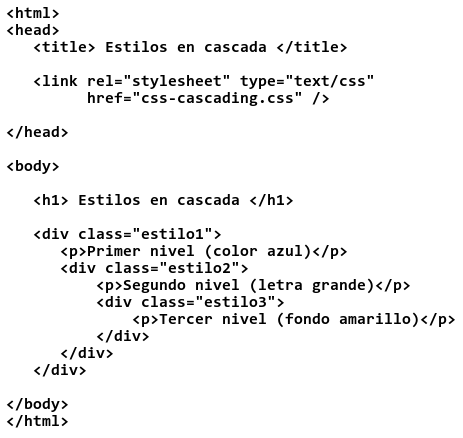 <html>
<head>
<title> Estilos en cascada </title>
<link rel="stylesheet" type="text/css"
href="css-cascading.css" />
</head>
<body>
<h1> Estilos en cascada </h1>
<div class="estilo1">
<p>Primer nivel (color azul)</p>
<div class="estilo2">
<p>Segundo nivel (letra grande)</p>
<div class="estilo3">
<p>Tercer nivel (fondo amarillo)</p>
</div>
</div>
</div>
</body>
</html>